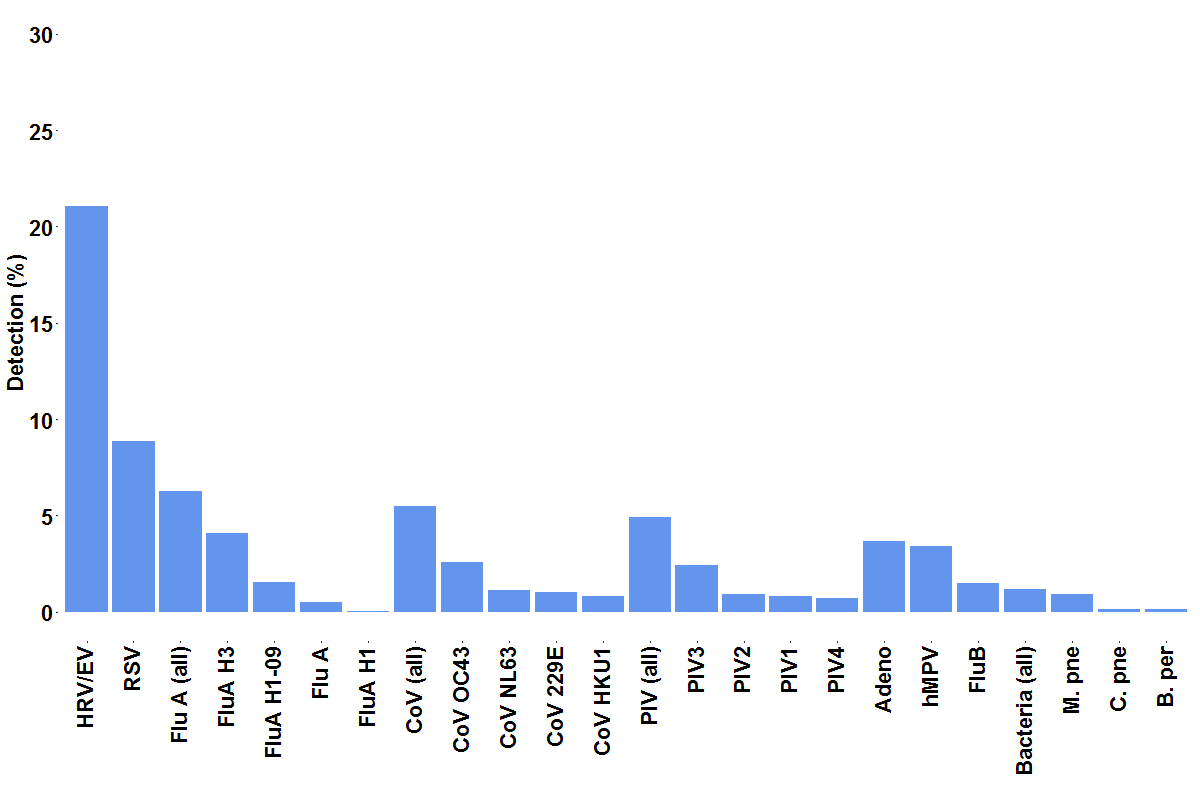 30
25
20
15
10
5
0
Detection (%)
HRV/EV
RSV
Flu A (all)
FluA H3
FluA H1-09
Flu A
FluA H1
CoV (all)
CoV OC43
CoV NL63
CoV 229E
CoV HKU1
PIV (all)
PIV3
PIV2
PIV1
PIV4
Adeno
hMPV
FluB
Bacteria (all)
M. pne
C. pne
B. per